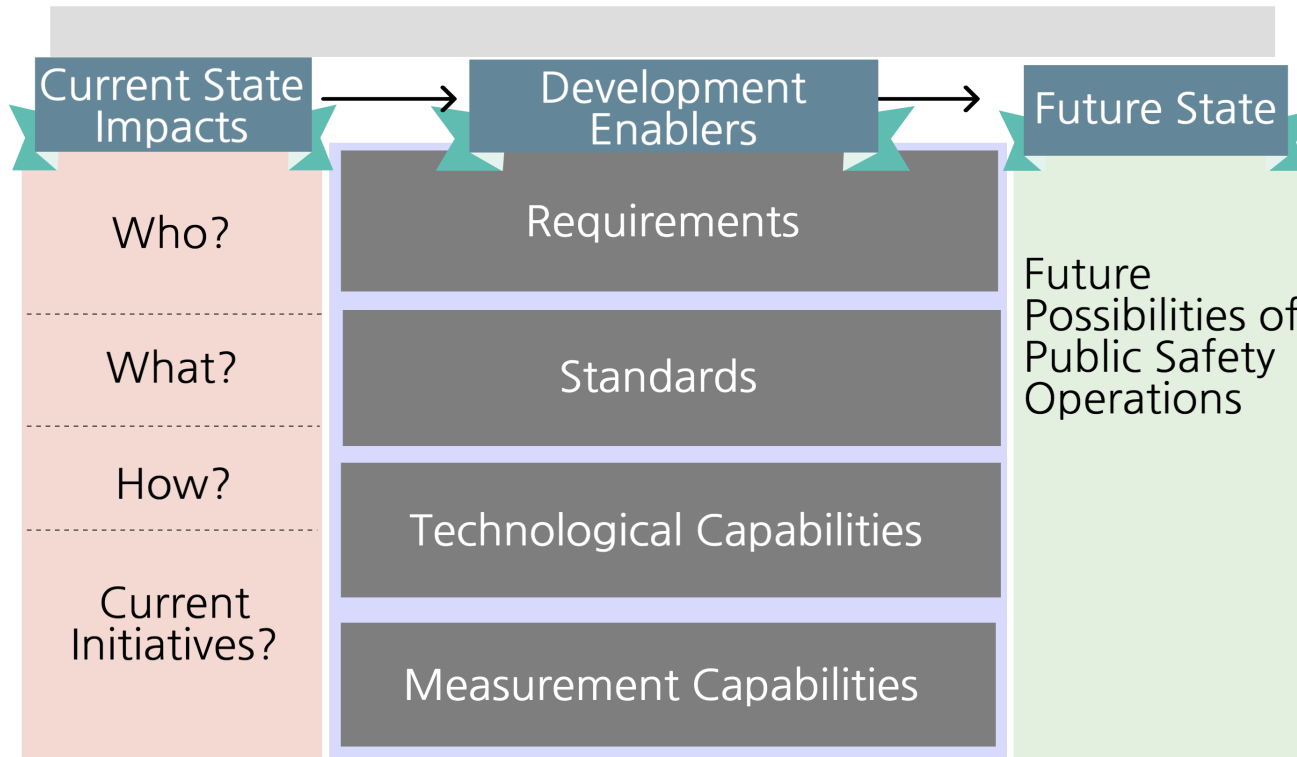 Current State
Impacts
Development
Enablers
Future State
Who?
What?
How?
Current
Initiatives?
Requirements
Standards
Technological Capabilities
Measurement Capabilities
Future
Possibilities of
Public Safety
Operations